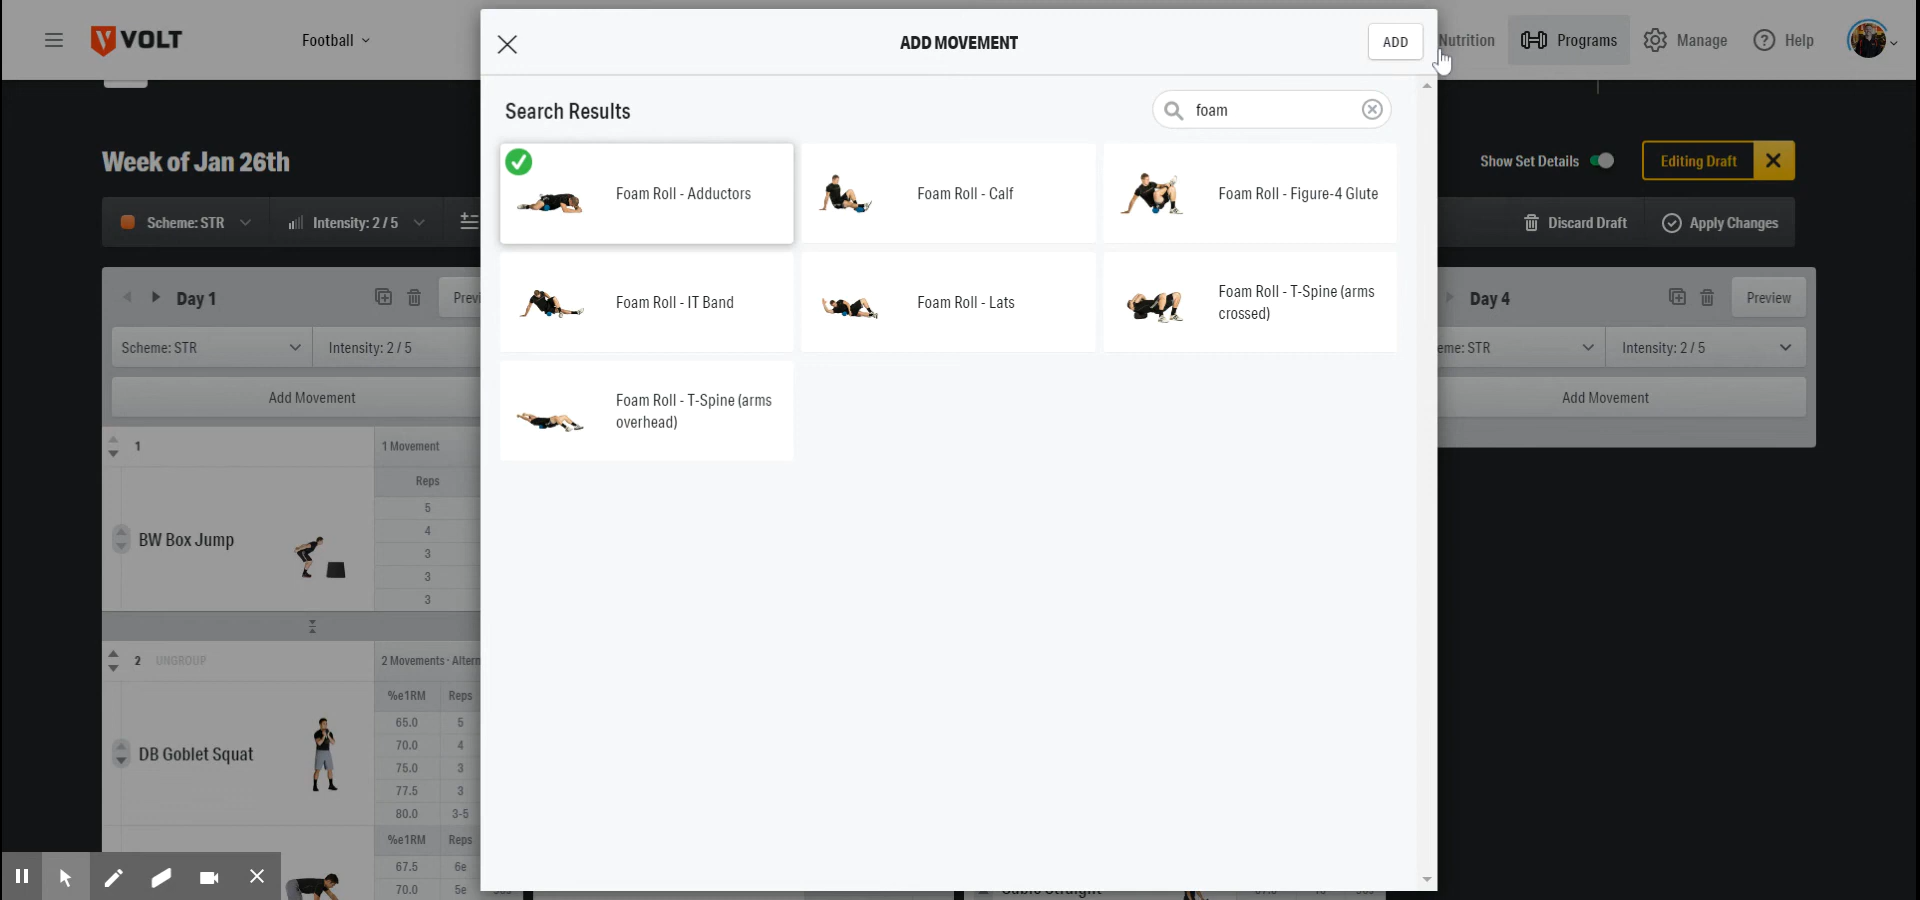 VOLT
Football
ADD MOVEMENT
ADD
Nutrition
Programs
Manage
Help
Search Results
foam
Week of Jan 26th
Show Set Details
Editing Draft
Scheme: STR
Intensity: 2 / 5
Discard Draft
Apply Changes
Foam Roll - Adductors
Foam Roll - Calf
Foam Roll - Figure-4 Glute
Foam Roll - IT Band
Foam Roll - Lats
Foam Roll - T-Spine (arms
crossed)
Foam Roll - T-Spine (arms
overhead)
Day 1
Previ
Scheme: STR
Intensity: 2 / 5
Add Movement
1
1 Movement
Reps
5
4
BW Box Jump
3
3
3
2
UNGROUP
2 Movements · Altern
%e1RM
Reps
65.0
5
70.0
4
DB Goblet Squat
75.0
3
77.5
3
80.0
3-5
%e1RM
Reps
67.5
6e
70.0
5e
Day 4
Preview
eme: STR
Intensity: 2 / 5
Add Movement